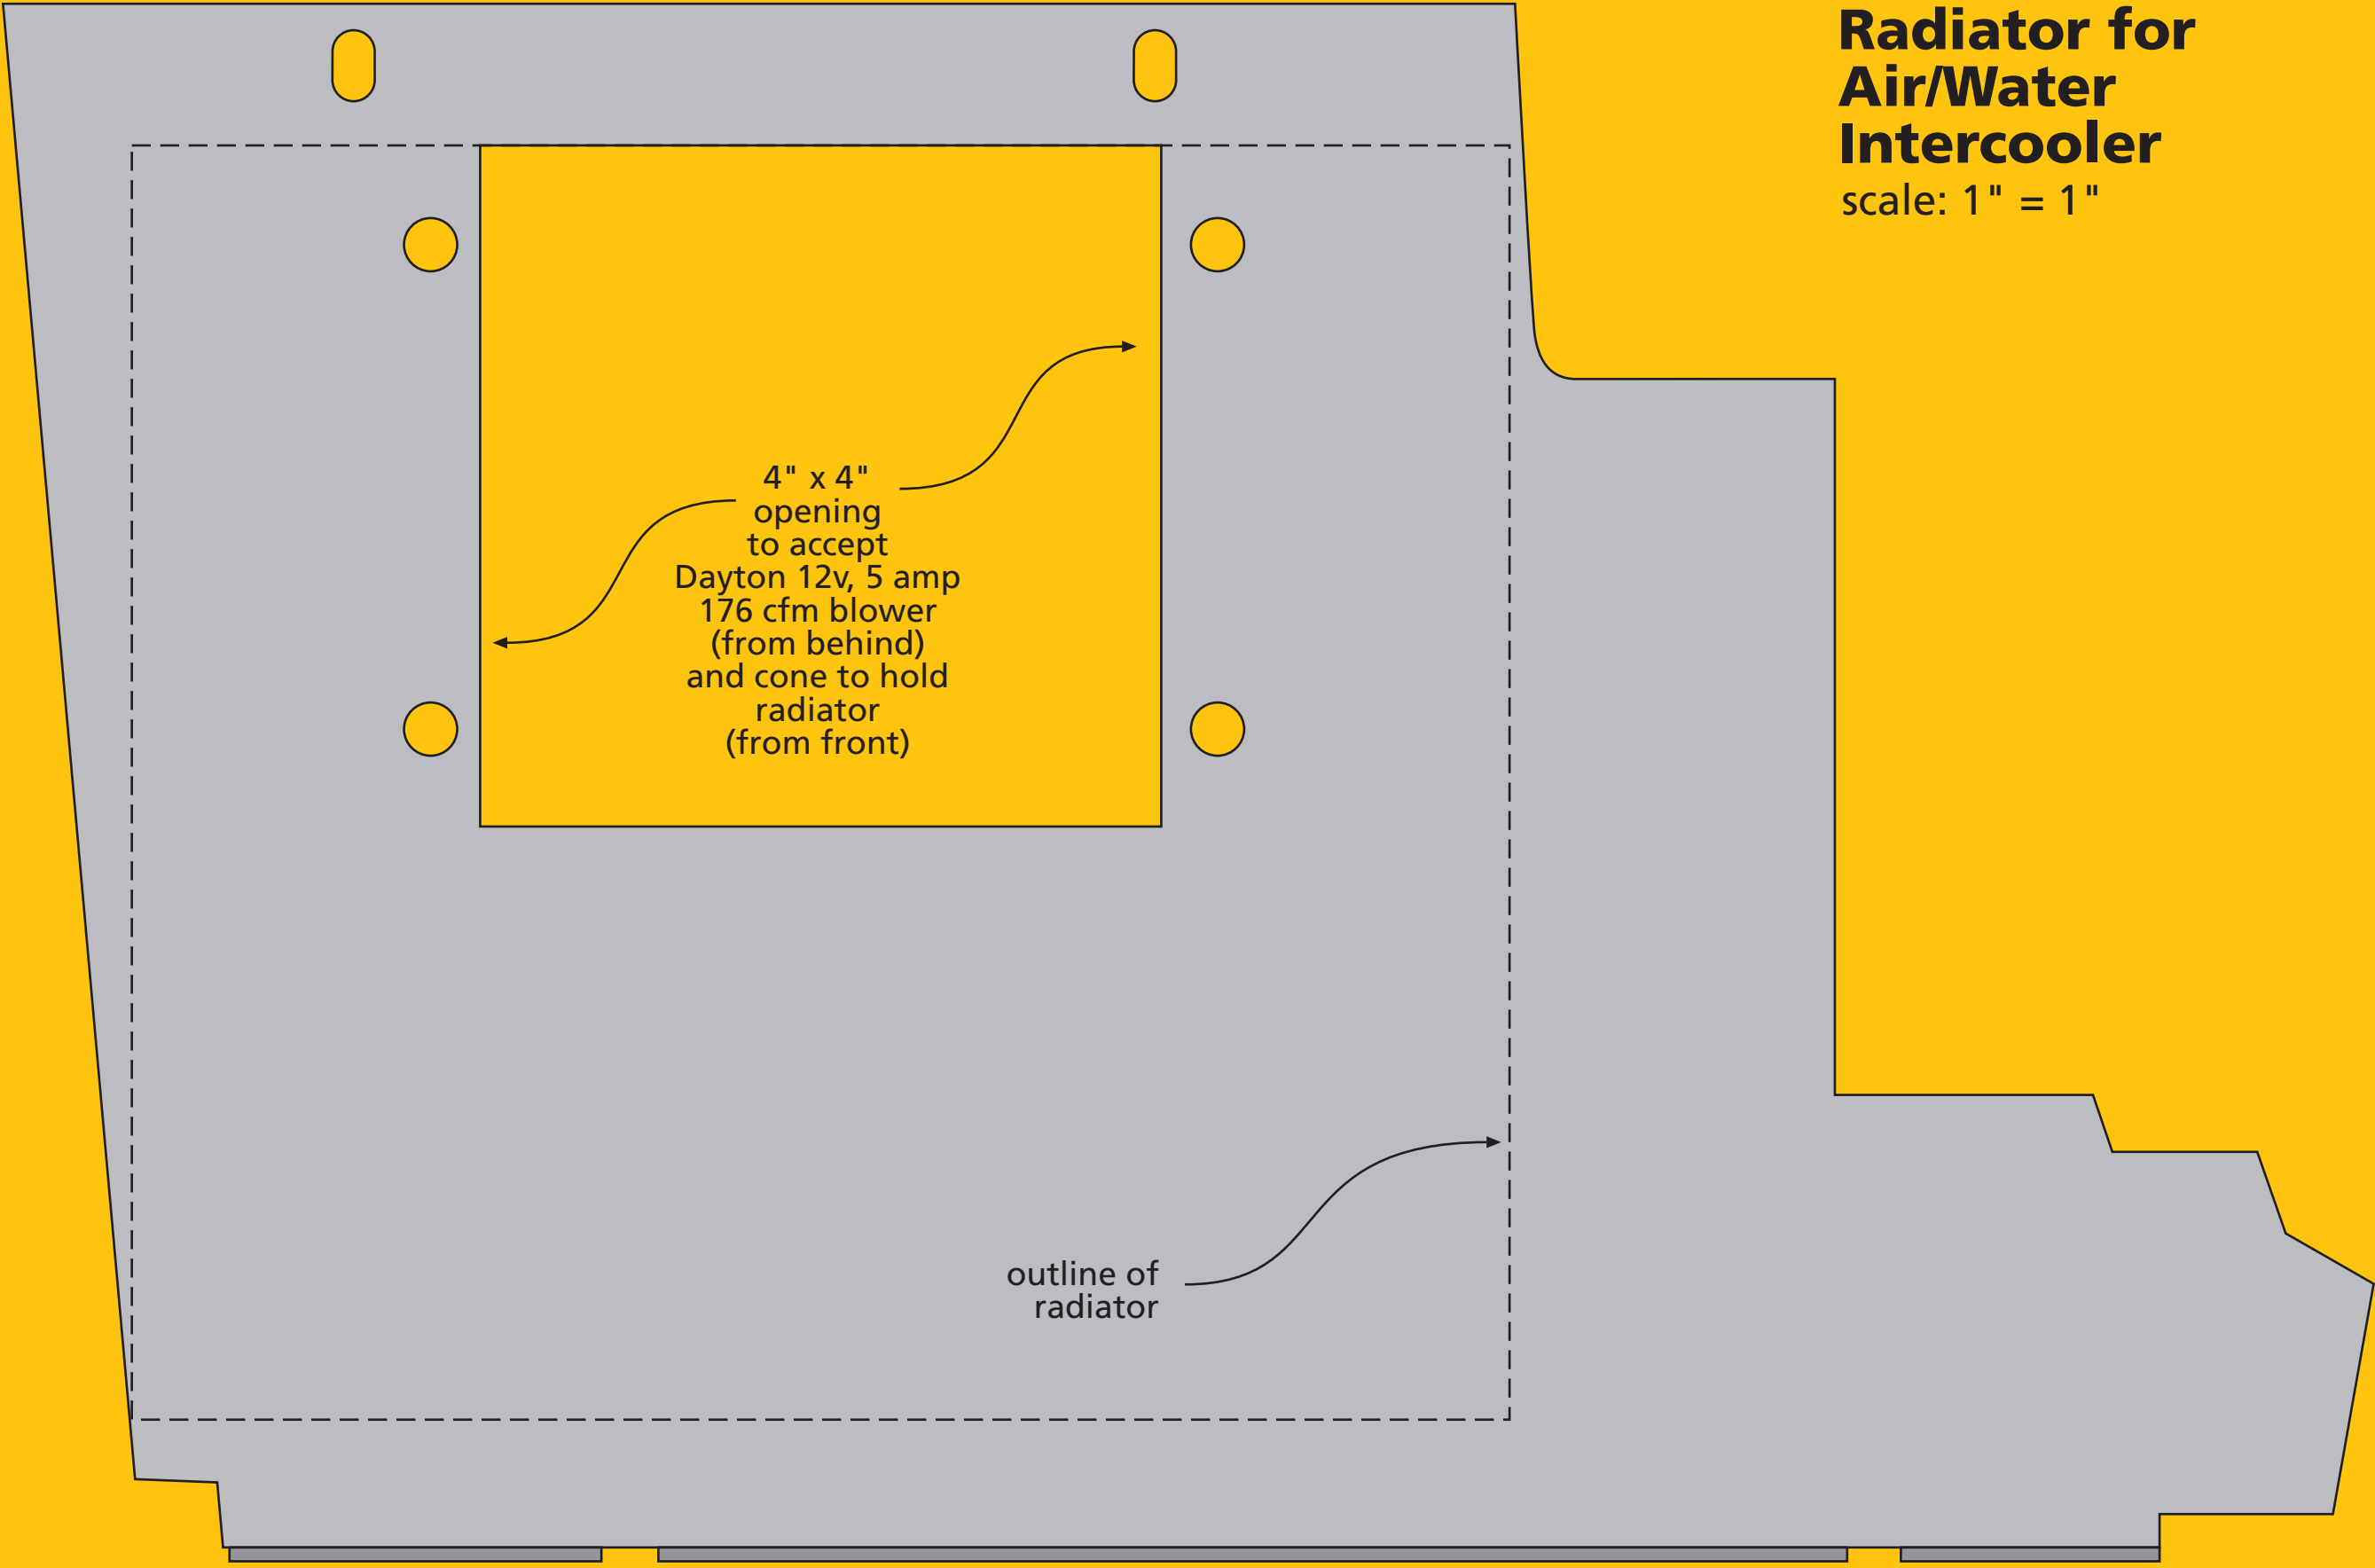 Radiator for
Air/Water
Intercooler
scale: 1" = 1"
4" x 4"
opening
to accept
Dayton 12v, 5 amp
176 cfm blower
(from behind)
and cone to hold
radiator
(from front)
outline of
radiator